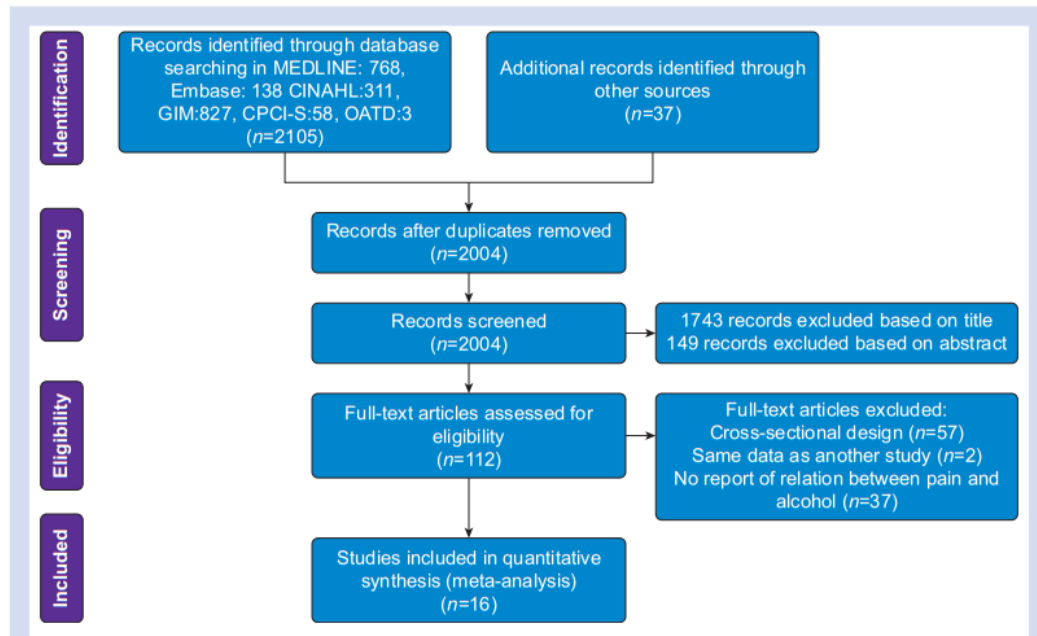 Identification
Records identified through database
searching in MEDLINE: 768,
Embase: 138 CINAHL:311,
GIM:827, CPCI-S:58, OATD:3
(n=2105)
Additional records identified through
other sources
(n=37)
Screening
Records after duplicates removed
(n=2004)
Records screened
(n=2004)
1743 records excluded based on title
149 records excluded based on abstract
Eligibility
Full-text articles assessed for
eligibility
(n=112)
Full-text articles excluded:
Cross-sectional design (n=57)
Same data as another study (n=2)
No report of relation between pain and
alcohol (n=37)
Included
Studies included in quantitative
synthesis (meta-analysis)
(n=16)